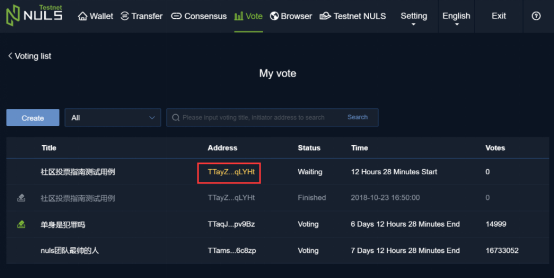 Testnet
NULS Wallet Transfer Consensus Vote Browser Testnet NULS Setting English Exit
Voting list
My vote
Create All Please input voting title, initiator address to search Search
Title Address Status Time Votes
社区投票指南测试用例 TTayZ...qLYHt Waiting 12 Hours 28 Minutes Start 0
社区投票指南测试用例 TTayZ...qLYHt Finished 2018-10-23 16:50:00 0
单身是犯罪吗 TTaqJ...pv9Bz Voting 6 Days 12 Hours 28 Minutes End 14999
nuls团队最帅的人 TTams...6c8zp Voting 7 Days 12 Hours 28 Minutes End 16733052